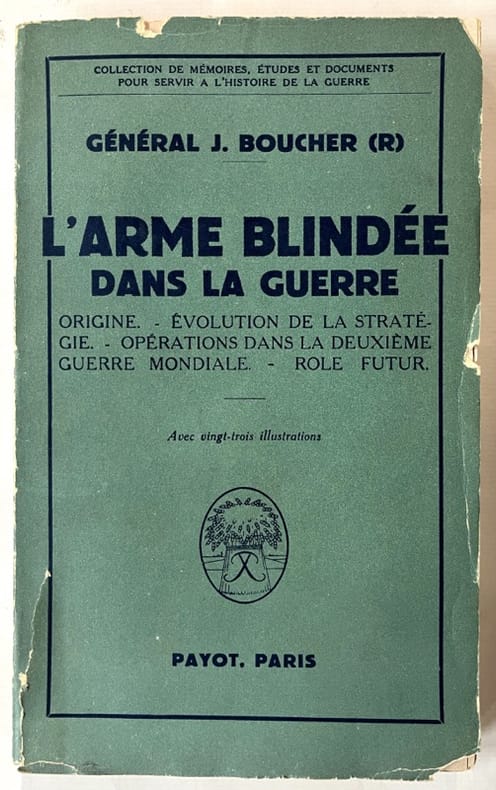 COLLECTION DE MÉMOIRES, ÉTUDES ET DOCUMENTS
POUR SERVIR A L'HISTOIRE DE LA GUERRE
GÉNÉRAL J. BOUCHER (R)
L'ARME BLINDÉE
DANS LA GUERRE
ORIGINE. - ÉVOLUTION DE LA STRATÉ-
GIE. - OPÉRATIONS DANS LA DEUXIÈME
GUERRE MONDIALE. - ROLE FUTUR.
Avec vingt-trois illustrations
PAYOT. PARIS